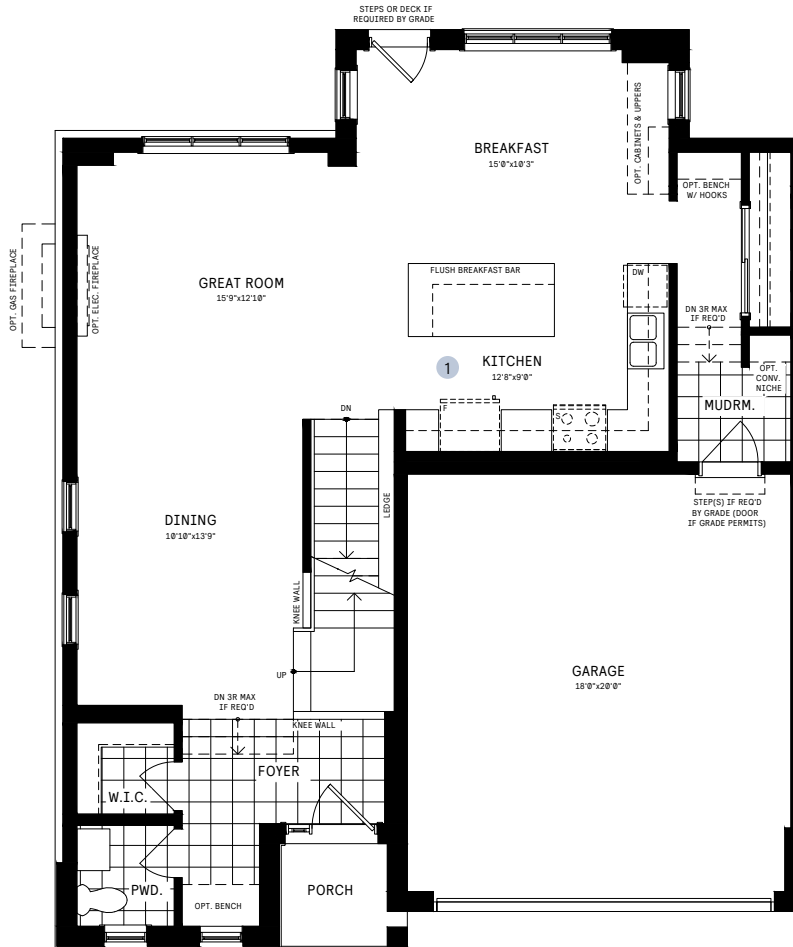 STEPS OR DECK IF
REQUIRED BY GRADE
BREAKFAST
15'0"x10'3"
OPT. CABINETS & UPPERS
OPT. BENCH
W/ HOOKS
OPT. GAS FIREPLACE
OPT. ELEC. FIREPLACE
GREAT ROOM
15'9"x12'10"
FLUSH BREAKFAST BAR
DW
DN 3R MAX
IF REQ'D
1
KITCHEN
12'8"x9'0"
OPT.
CONV.
NICHE
MUDRM.
F
S
DN
LEDGE
STEP(S) IF REQ'D
BY GRADE (DOOR
IF GRADE PERMITS)
DINING
10'10"x13'9"
KNEE WALL
UP
GARAGE
18'0"x20'0"
DN 3R MAX
IF REQ'D
KNEE WALL
FOYER
W.I.C.
PWD.
OPT. BENCH
PORCH